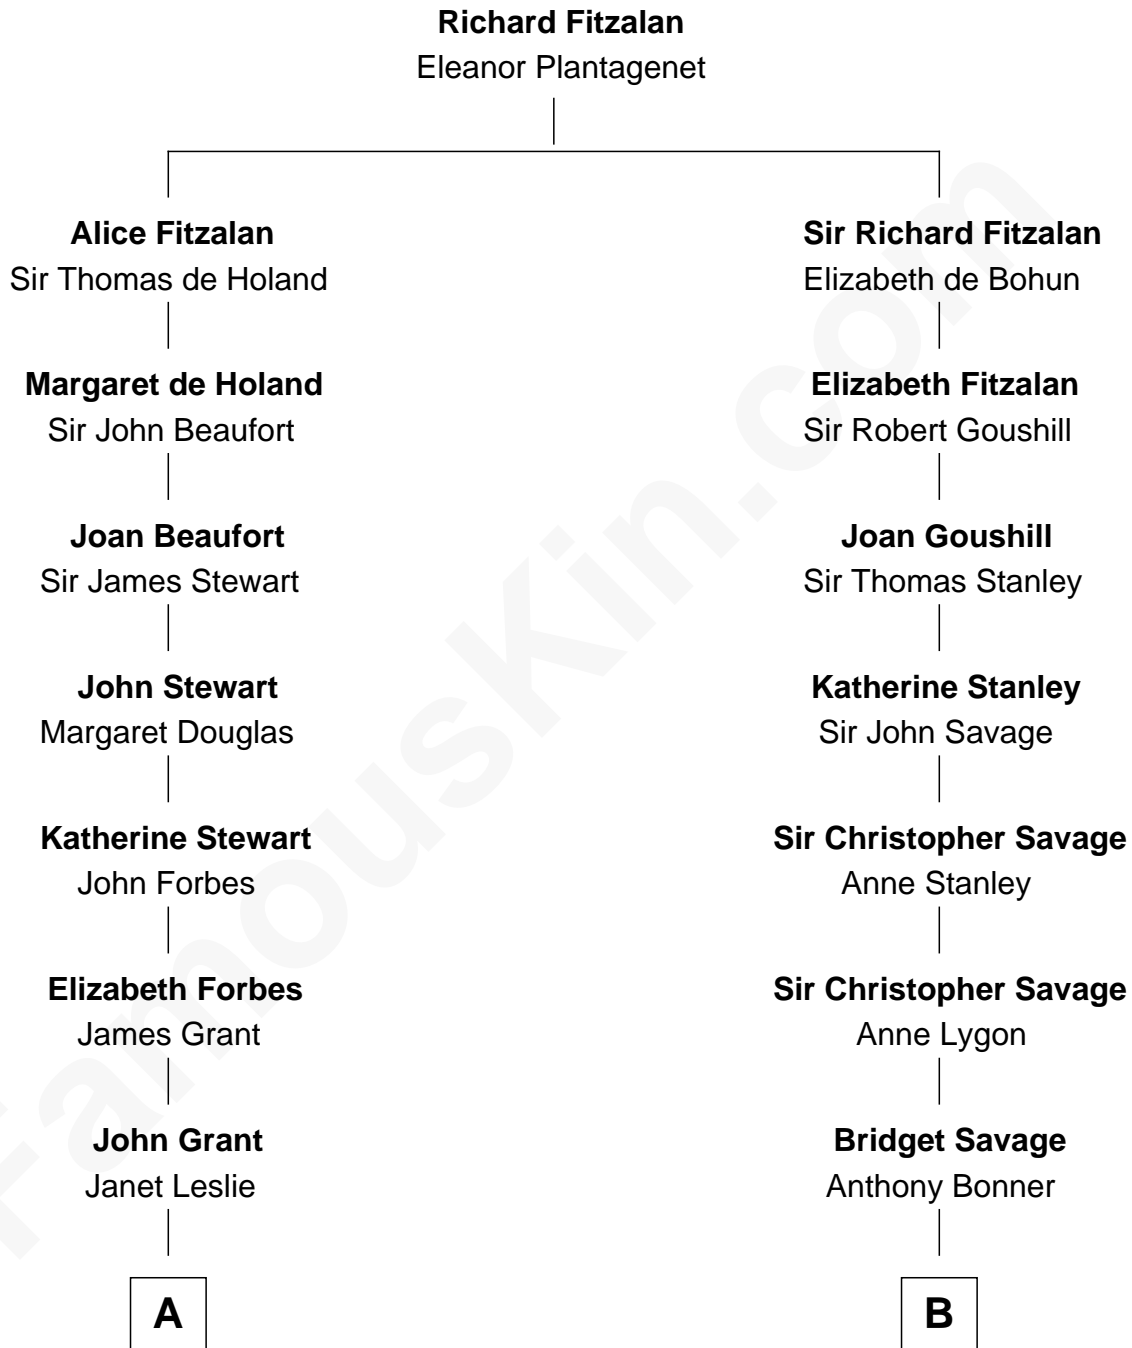 Richard Fitzalan
Eleanor Plantagenet
Alice Fitzalan
Sir Thomas de Holand
Margaret de Holand
Sir John Beaufort
Joan Beaufort
Sir James Stewart
John Stewart
Margaret Douglas
Katherine Stewart
John Forbes
Elizabeth Forbes
James Grant
John Grant
Janet Leslie
A
Sir Richard Fitzalan
Elizabeth de Bohun
Elizabeth Fitzalan
Sir Robert Goushill
Joan Goushill
Sir Thomas Stanley
Katherine Stanley
Sir John Savage
Sir Christopher Savage
Anne Stanley
Sir Christopher Savage
Anne Lygon
Bridget Savage
Anthony Bonner
B
FamousKin.com